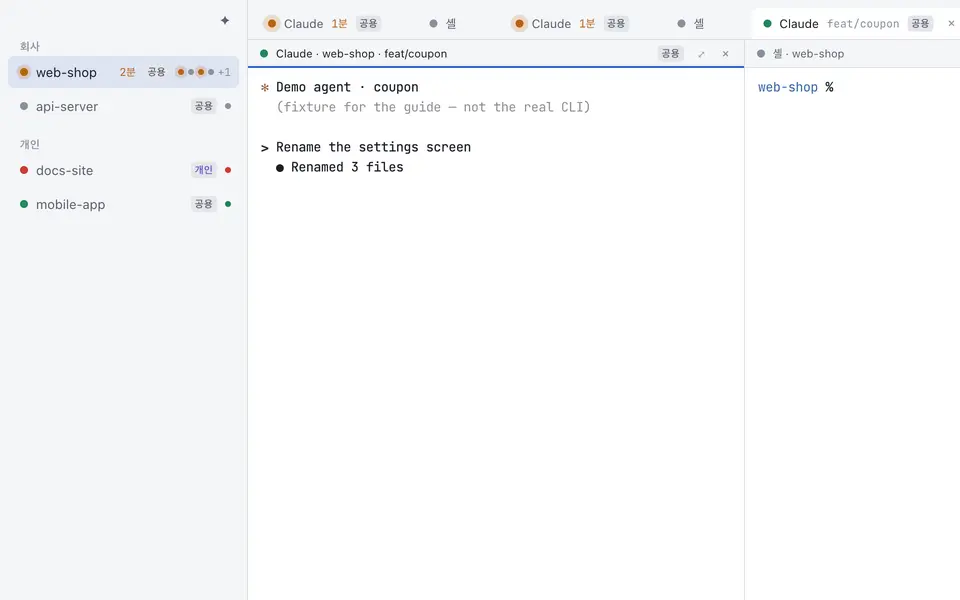 회사
web-shop 2분 공용 +1
api-server 공용
개인
docs-site 개인
mobile-app 공용
Claude 1분 공용 셸 Claude 1분 공용 셸 Claude feat/coupon 공용 ×
Claude · web-shop · feat/coupon 공용 ×
셸 · web-shop
* Demo agent · coupon
(fixture for the guide — not the real CLI)
> Rename the settings screen
● Renamed 3 files
web-shop %